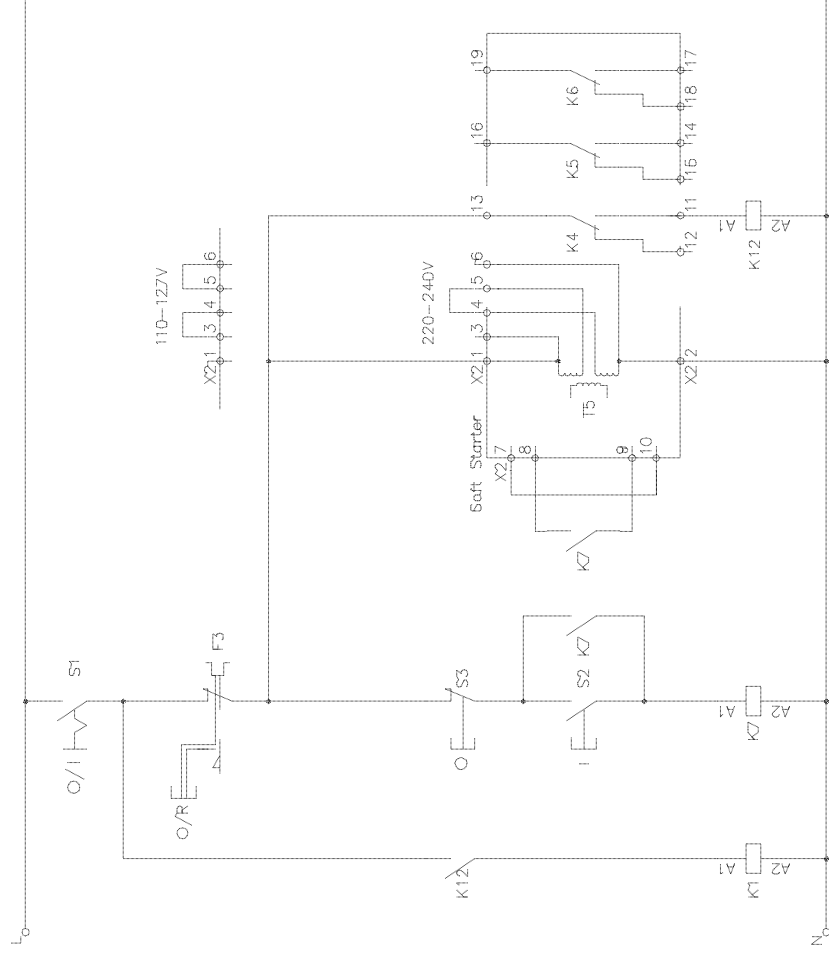 L
N
O/I
S1
O/R
F3
110-127V
X2 1
3
4
5
6
K12
O
S3
Soft Starter
X2 7
8
220-240V
X2 1
3
4
5
6
13
16
19
I
S2
K7
K7
T5
K4
K5
K6
9
10
X2 2
12
11
15
14
18
17
A1
K1
A2
A1
K7
A2
A1
K12
A2